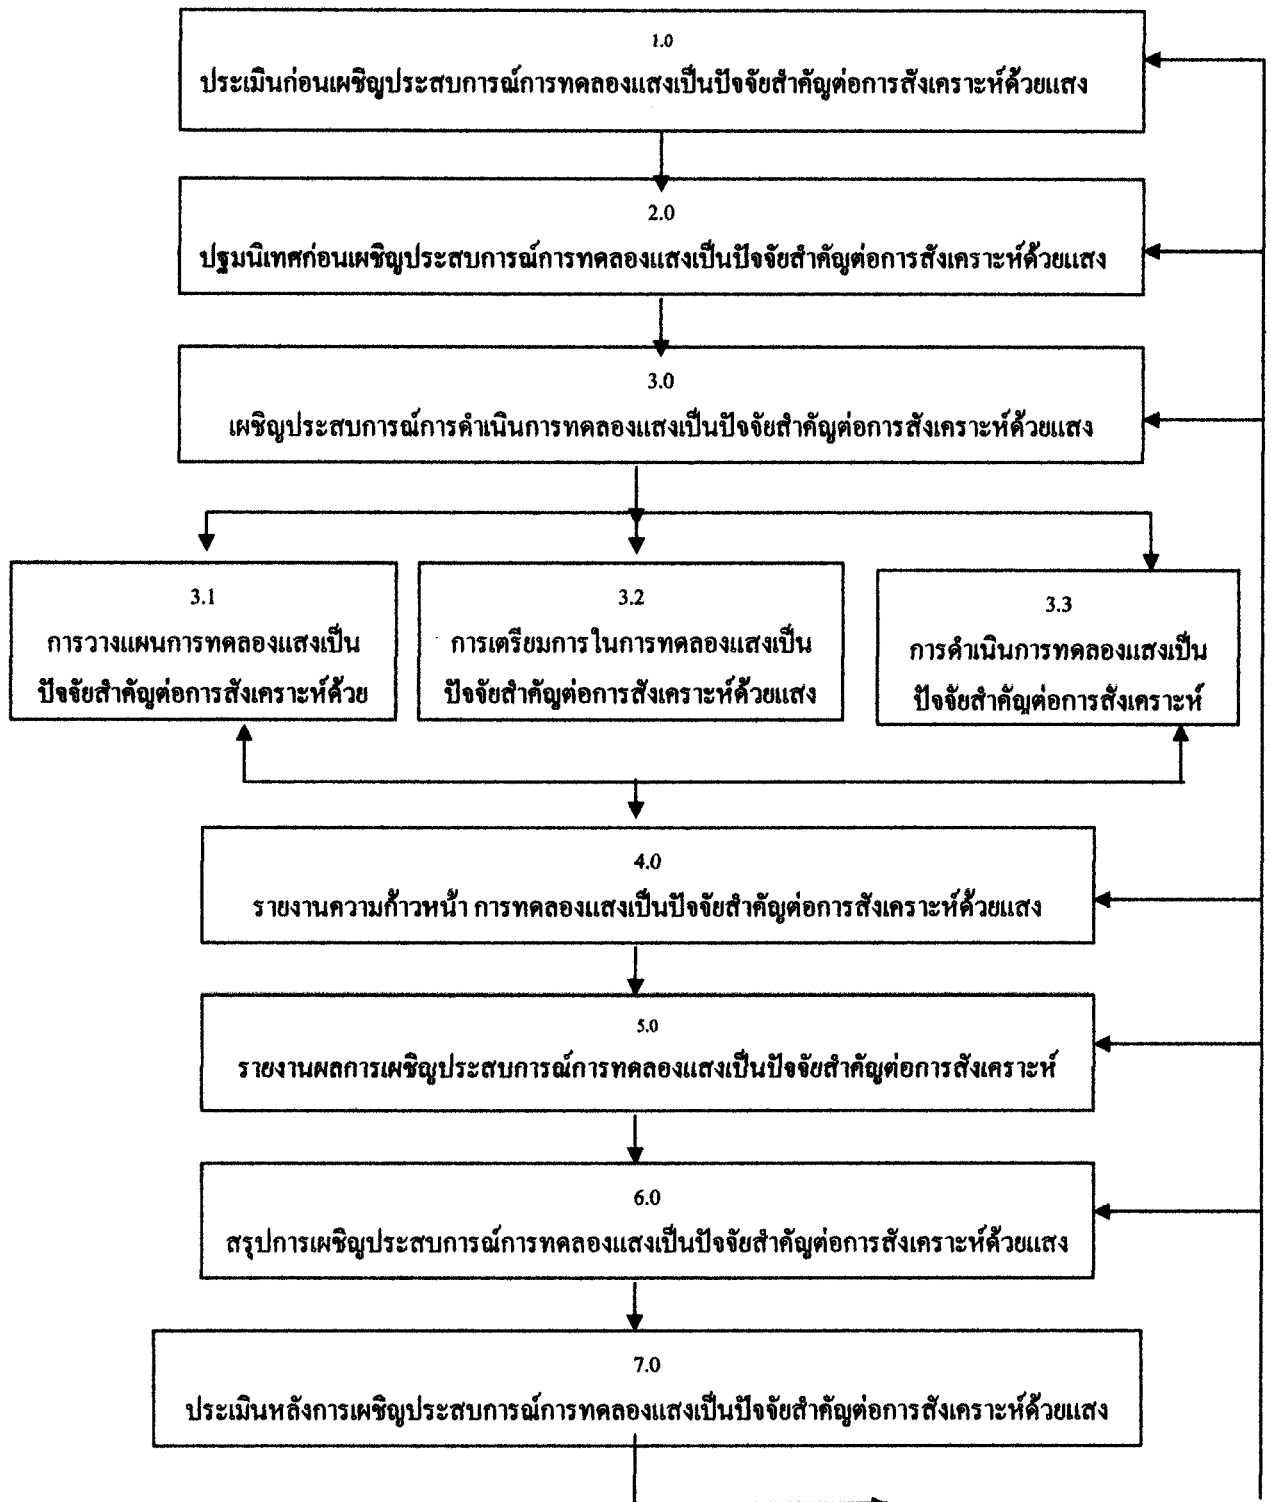 1.0
ประเมินก่อนเผชิญประสบการณ์การทดลองแสงเป็นปัจจัยสำคัญต่อการสังเคราะห์ด้วยแสง
2.0
ปฐมนิเทศก่อนเผชิญประสบการณ์การทดลองแสงเป็นปัจจัยสำคัญต่อการสังเคราะห์ด้วยแสง
3.0
เผชิญประสบการณ์การดำเนินการทดลองแสงเป็นปัจจัยสำคัญต่อการสังเคราะห์ด้วยแสง
3.1
การวางแผนการทดลองแสงเป็น
ปัจจัยสำคัญต่อการสังเคราะห์ด้วย
3.2
การเตรียมการในการทดลองแสงเป็น
ปัจจัยสำคัญต่อการสังเคราะห์ด้วยแสง
3.3
การดำเนินการทดลองแสงเป็น
ปัจจัยสำคัญต่อการสังเคราะห์
4.0
รายงานความก้าวหน้า การทดลองแสงเป็นปัจจัยสำคัญต่อการสังเคราะห์ด้วยแสง
5.0
รายงานผลการเผชิญประสบการณ์การทดลองแสงเป็นปัจจัยสำคัญต่อการสังเคราะห์
6.0
สรุปการเผชิญประสบการณ์การทดลองแสงเป็นปัจจัยสำคัญต่อการสังเคราะห์ด้วยแสง
7.0
ประเมินหลังการเผชิญประสบการณ์การทดลองแสงเป็นปัจจัยสำคัญต่อการสังเคราะห์ด้วยแสง